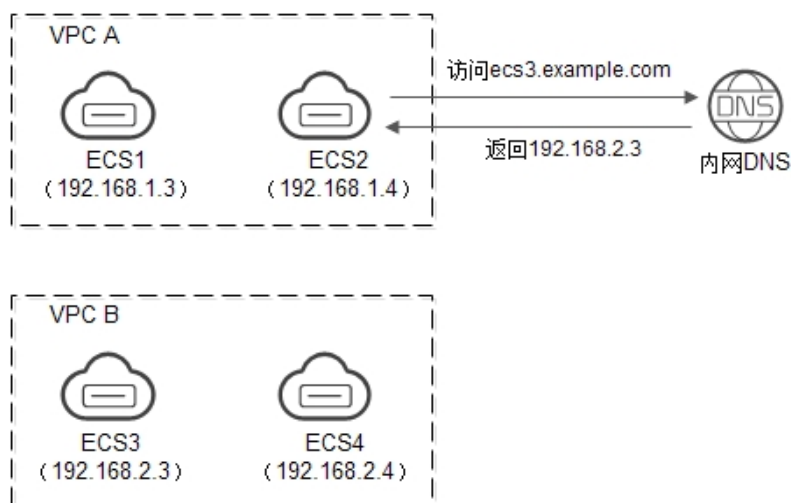 VPC A
访问ecs3.example.com
DNS
返回192.168.2.3
内网DNS
ECS1
（192.168.1.3）
ECS2
（192.168.1.4）
VPC B
ECS3
（192.168.2.3）
ECS4
（192.168.2.4）